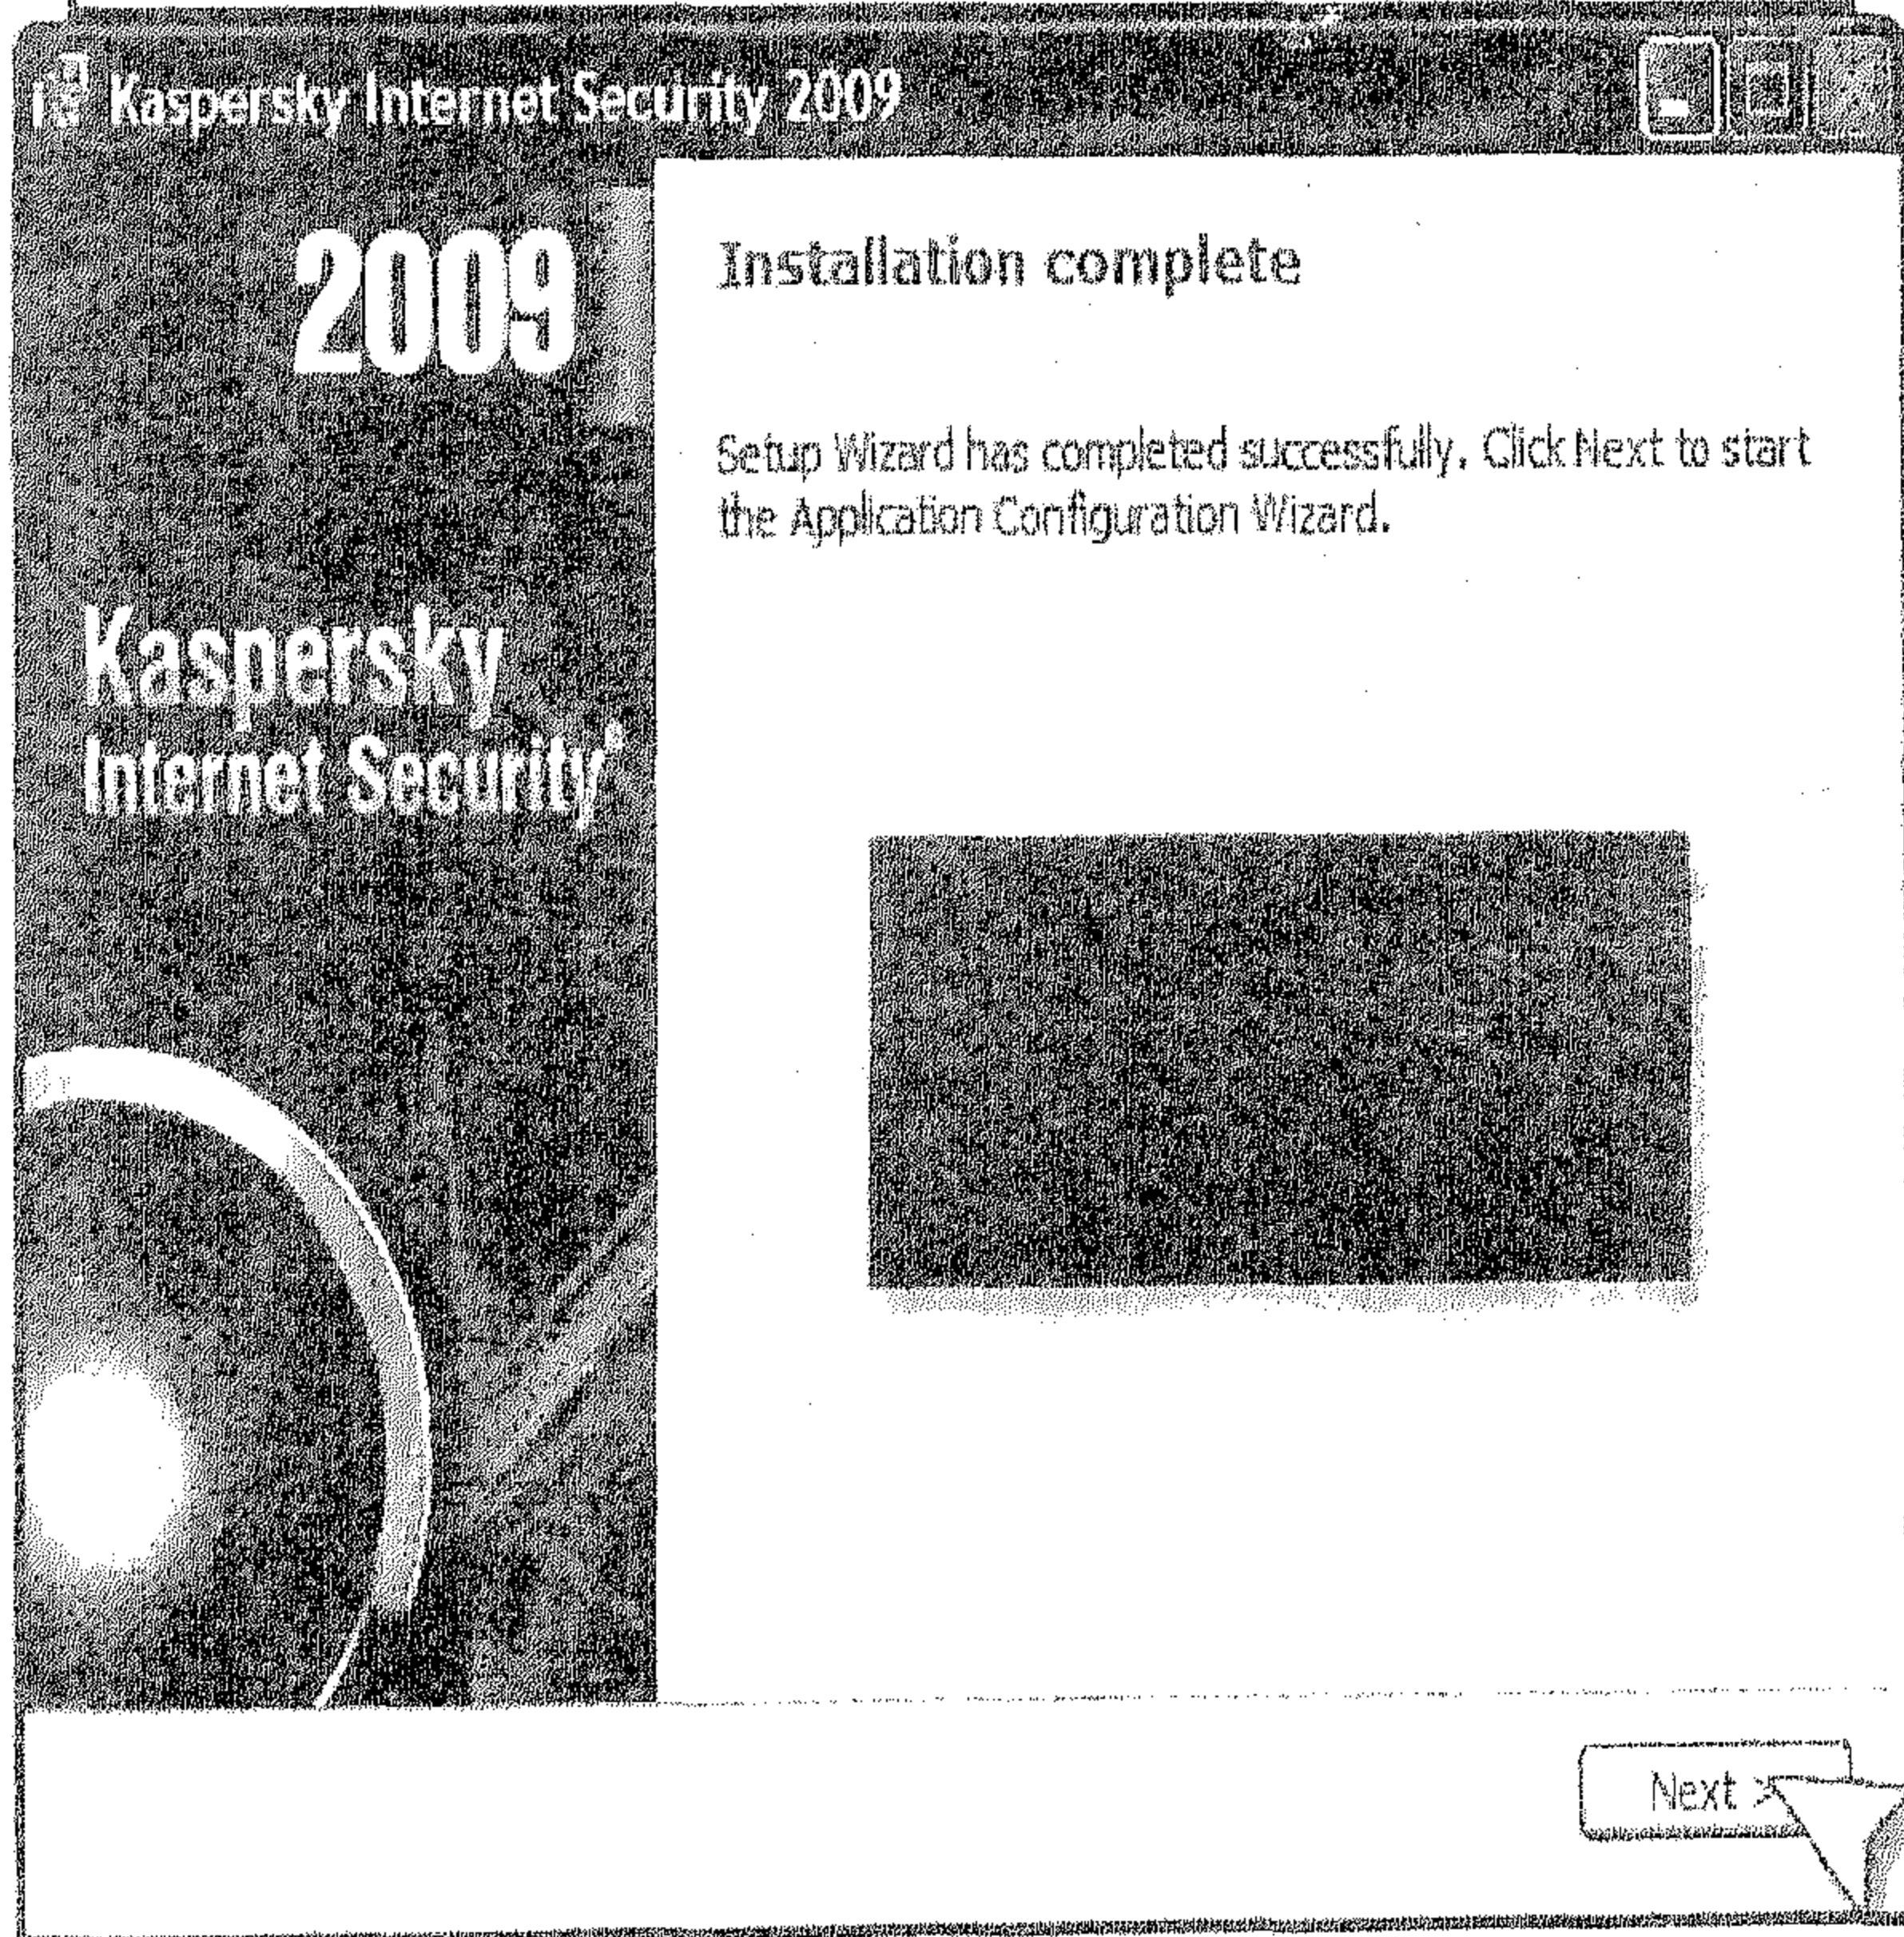 Kaspersky Internet Security 2009
2009
Kaspersky
Internet Security
Installation complete
Setup Wizard has completed successfully. Click Next to start
the Application Configuration Wizard.
Next >